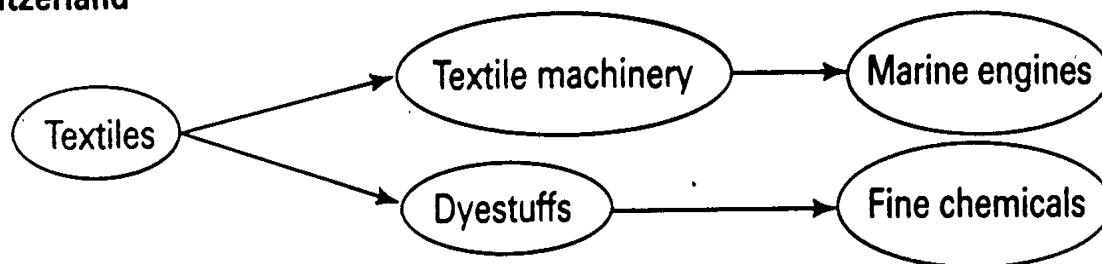 Textile machinery
Marine engines
Textiles
Dyestuffs
Fine chemicals